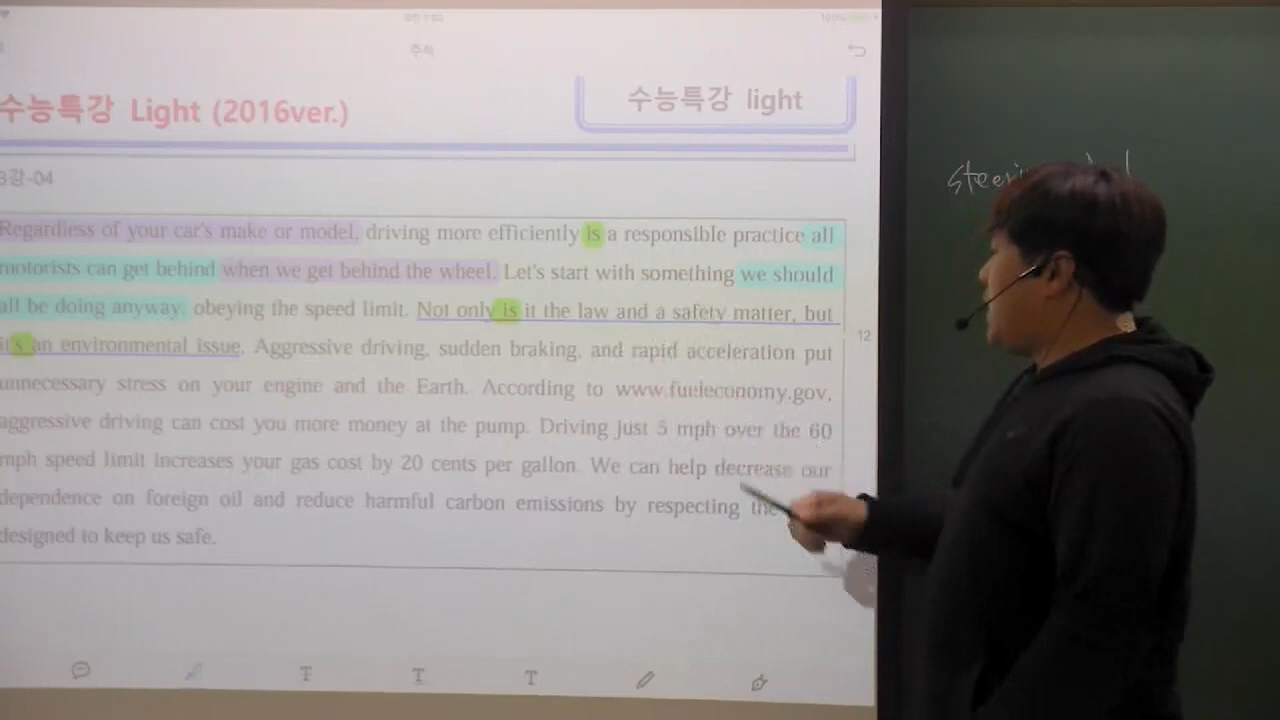 100%
주석
수능특강 Light (2016ver.)
수능특강 light
3강-04
Regardless of your car's make or model, driving more efficiently is a responsible practice all
motorists can get behind when we get behind the wheel. Let's start with something we should
all be doing anyway: obeying the speed limit. Not only is it the law and a safety matter, but
it's an environmental issue. Aggressive driving, sudden braking, and rapid acceleration put
12
unnecessary stress on your engine and the Earth. According to www.fueleconomy.gov,
aggressive driving can cost you more money at the pump. Driving just 5 mph over the 60
mph speed limit increases your gas cost by 20 cents per gallon. We can help decrease our
dependence on foreign oil and reduce harmful carbon emissions by respecting the
designed to keep us safe.
T T T